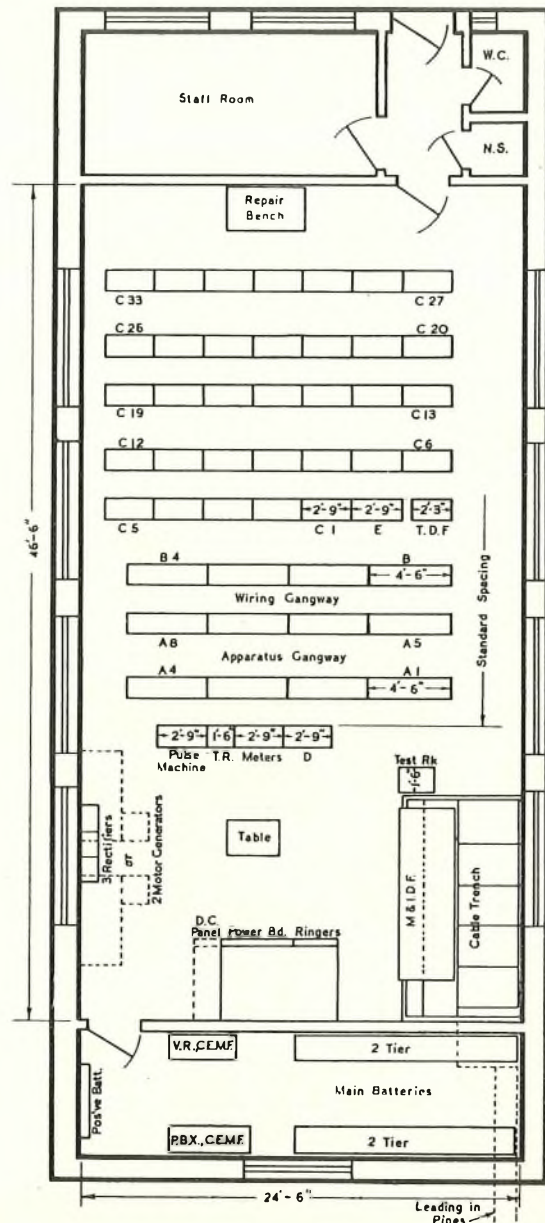 W.C.
Staff Room
N.S.
Repair
Bench
C 33 C 27
C 26 C 20
C 19 C 13
C 12 C 6
2'-9" 2'-9" 2'-3"
C 5 C 1 E T.D.F
B 4 B
4'-6"
Wiring Gangway
A 8 A 5
Apparatus Gangway
A 4 A 1
4'-6"
Standard Spacing
46'-6"
2'-9" 1'-6" 2'-9" 2'-9"
Pulse T.R. Meters D
Machine
Test Rk
1'-6"
3 Rectifiers
or
2 Motor Generators
Table
M & I.D.F.
Cable Trench
D.C.
Panel Power Bd. Ringers
V.R., C.E.M.F. 2 Tier
Pos've Batt.
Main Batteries
P.B.X., C.E.M.F. 2 Tier
24'-6"
Leading in
Pipes